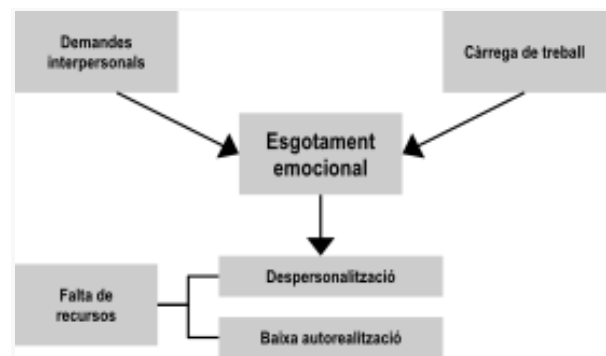 Demandes
interpersonals
Càrrega de treball
Esgotament
emocional
Despersonalització
Falta de
recursos
Baixa autorealització